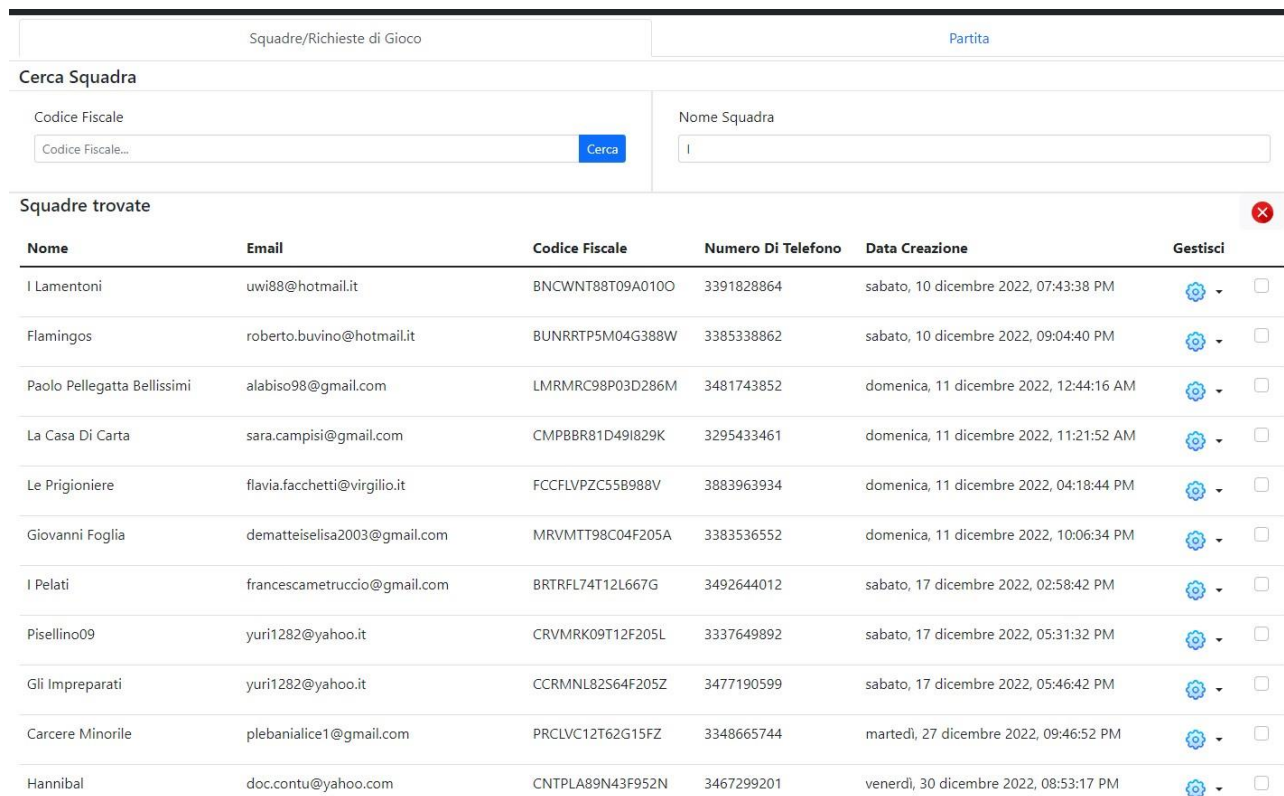 Squadre/Richieste di Gioco Partita
Cerca Squadra
Codice Fiscale Nome Squadra
Codice Fiscale... Cerca I
Squadre trovate
Nome Email Codice Fiscale Numero Di Telefono Data Creazione Gestisci
I Lamentoni uwi88@hotmail.it BNCWNT88T09A010O 3391828864 sabato, 10 dicembre 2022, 07:43:38 PM
Flamingos roberto.buvino@hotmail.it BUNRRTP5M04G388W 3385338862 sabato, 10 dicembre 2022, 09:04:40 PM
Paolo Pellegatta Bellissimi alabiso98@gmail.com LMRMRC98P03D286M 3481743852 domenica, 11 dicembre 2022, 12:44:16 AM
La Casa Di Carta sara.campisi@gmail.com CMPBBR81D49I829K 3295433461 domenica, 11 dicembre 2022, 11:21:52 AM
Le Prigioniere flavia.facchetti@virgilio.it FCCFLVPZC55B988V 3883963934 domenica, 11 dicembre 2022, 04:18:44 PM
Giovanni Foglia dematteiselisa2003@gmail.com MRVMTT98C04F205A 3383536552 domenica, 11 dicembre 2022, 10:06:34 PM
I Pelati francescametruccio@gmail.com BRTRFL74T12L667G 3492644012 sabato, 17 dicembre 2022, 02:58:42 PM
Pisellino09 yuri1282@yahoo.it CRVMRK09T12F205L 3337649892 sabato, 17 dicembre 2022, 05:31:32 PM
Gli Impreparati yuri1282@yahoo.it CCRMNL82S64F205Z 3477190599 sabato, 17 dicembre 2022, 05:46:42 PM
Carcere Minorile plebanialice1@gmail.com PRCLVC12T62G15FZ 3348665744 martedì, 27 dicembre 2022, 09:46:52 PM
Hannibal doc.contu@yahoo.com CNTPLA89N43F952N 3467299201 venerdì, 30 dicembre 2022, 08:53:17 PM